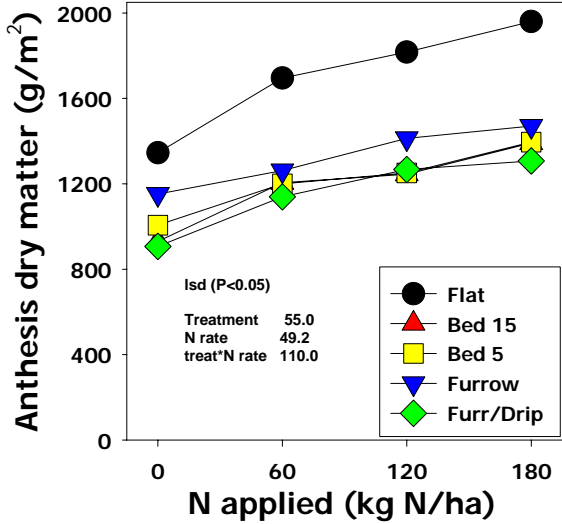 Anthesis dry matter (g/m²)
2000
1600
1200
800
400
0
lsd (P<0.05)
Treatment 55.0
N rate 49.2
treat*N rate 110.0
Flat
Bed 15
Bed 5
Furrow
Furr/Drip
0 60 120 180
N applied (kg N/ha)